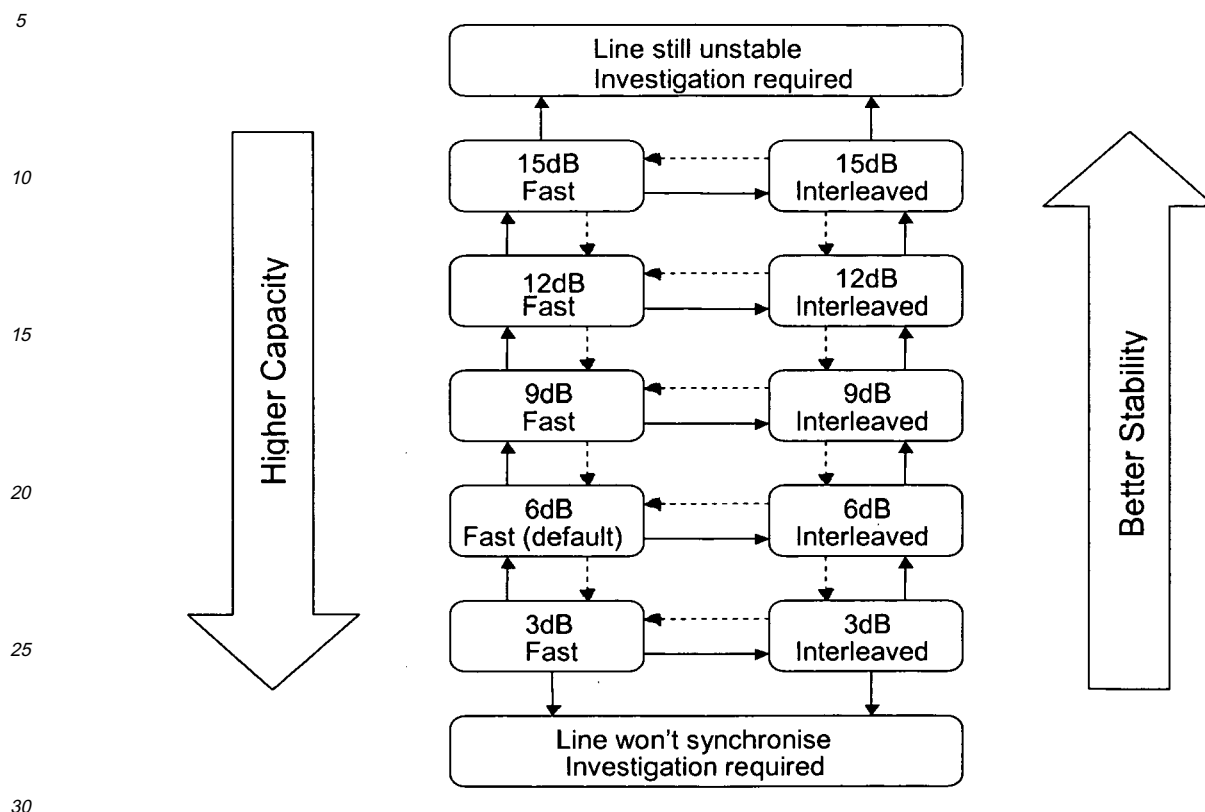 5
Line still unstable
Investigation required
10
15dB
Fast
15dB
Interleaved
12dB
Fast
12dB
Interleaved
15
Higher Capacity
Better Stability
9dB
Fast
9dB
Interleaved
20
6dB
Fast (default)
6dB
Interleaved
25
3dB
Fast
3dB
Interleaved
Line won't synchronise
Investigation required
30